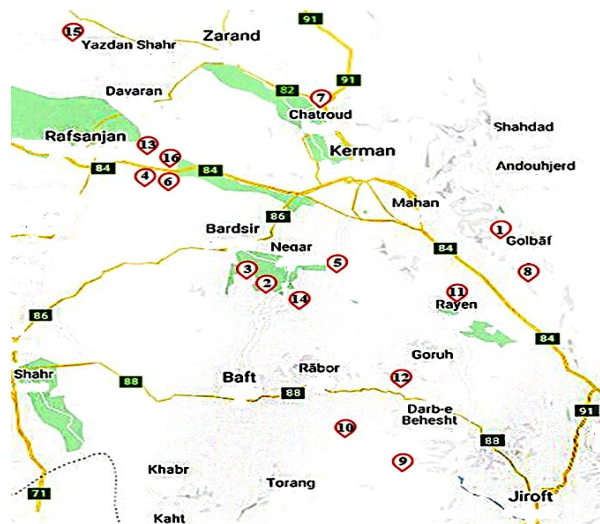 91
15
Yazdan Shahr
Zarand
Davaran
82
91
7
Chatroud
Rafsanjan
13
16
Kerman
Shahdad
Andouhjerd
84
4
6
84
Mahan
Bardsir
86
1
Golbāf
84
Negar
3
2
5
14
8
11
Rayen
86
84
Shahr
88
Baft
Rābor
88
Goruh
12
91
Darb-e
Behesht
88
10
9
Khabr
Torang
71
Jiroft
Kaht